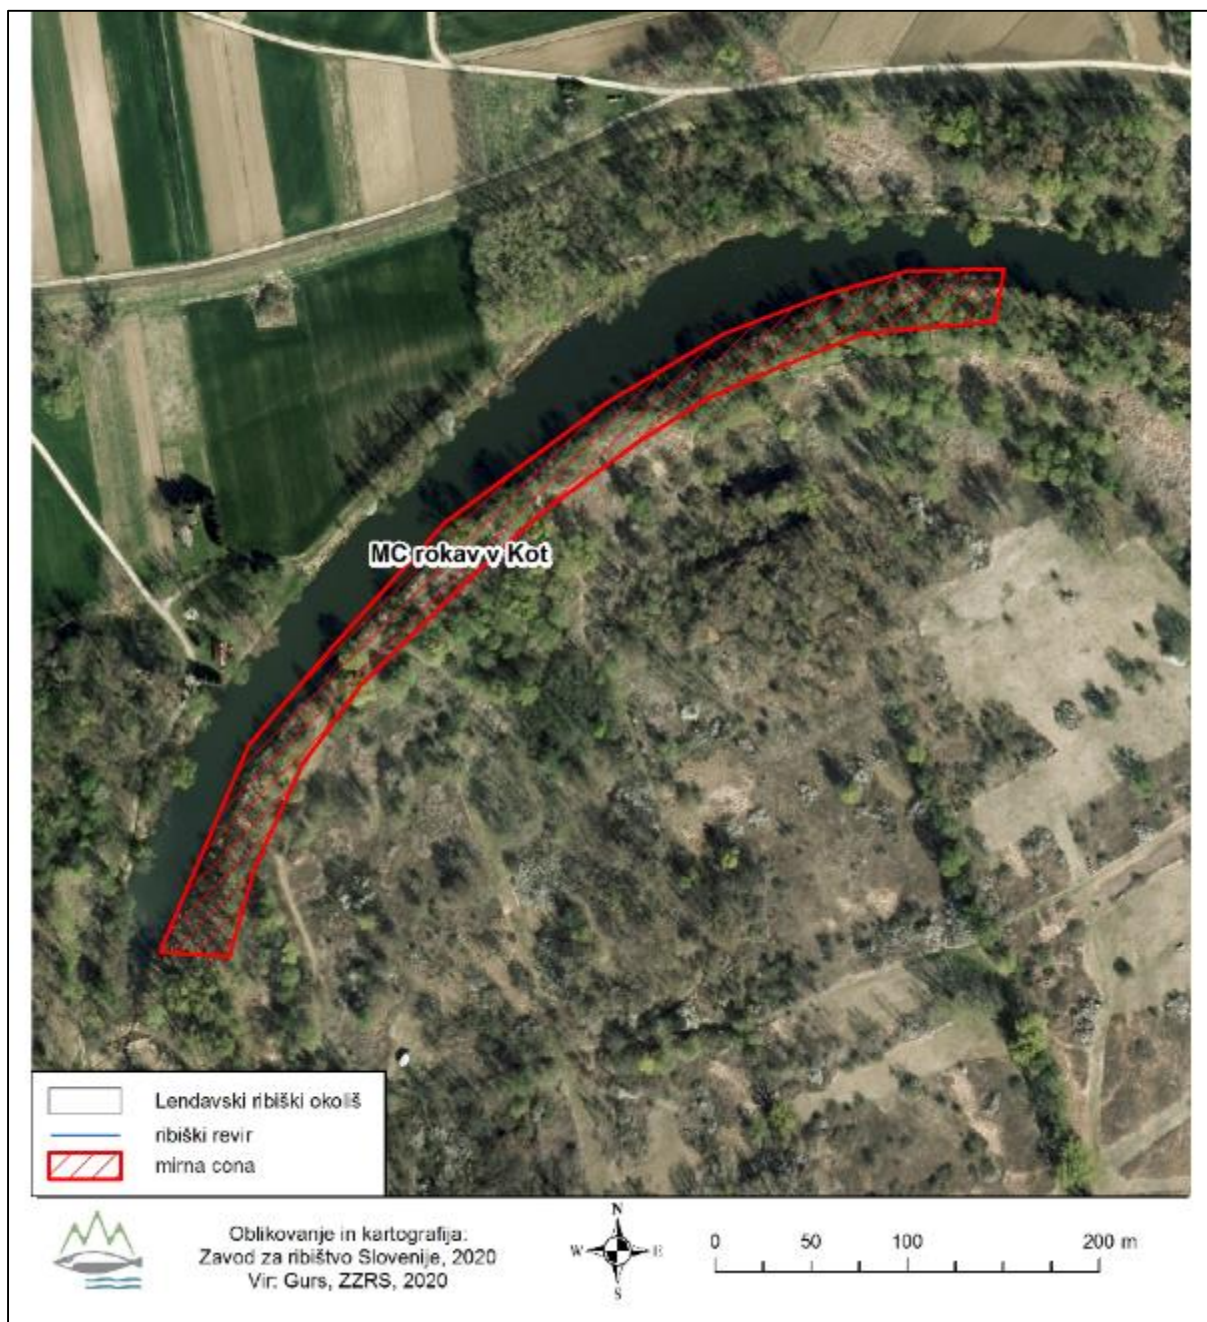 MC rokav v Kot
Lendavski ribiški okoliš
ribiški revir
mirna cona
Oblikovanje in kartografija:
Zavod za ribištvo Slovenije, 2020
Vir: Gurs, ZZRS, 2020
N
W E
S
0 50 100 200 m